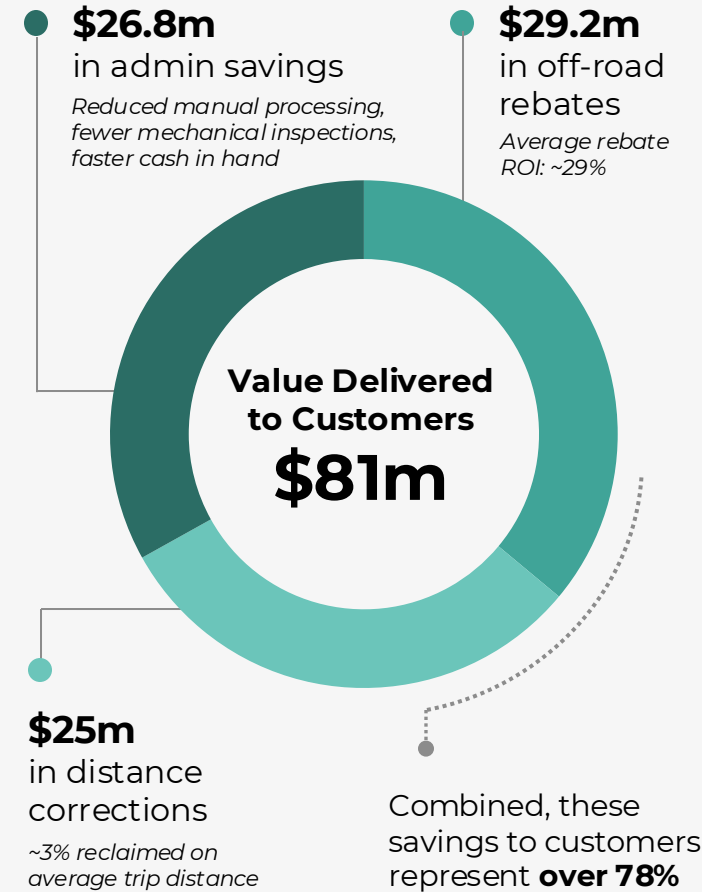 $26.8m
in admin savings
Reduced manual processing,
fewer mechanical inspections,
faster cash in hand
$29.2m
in off-road
rebates
Average rebate
ROI: ~29%
Value Delivered
to Customers
$81m
$25m
in distance
corrections
~3% reclaimed on
average trip distance
Combined, these
savings to customers
represent over 78%